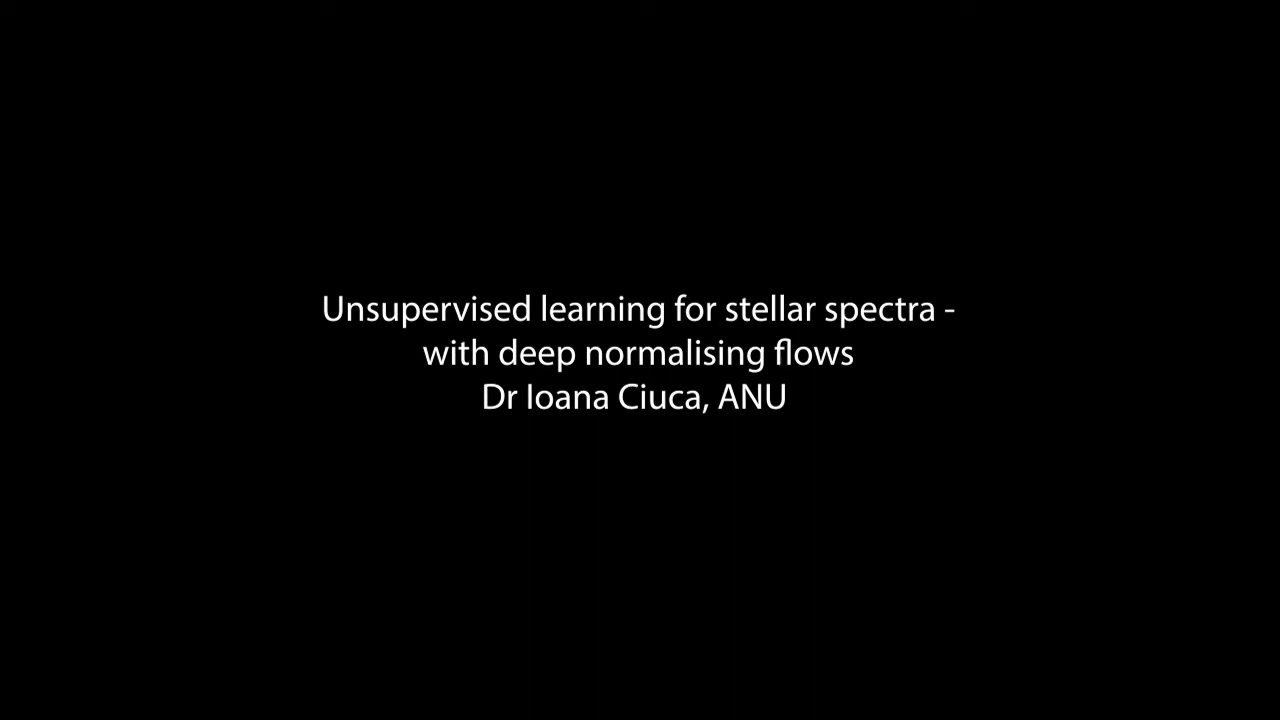 Unsupervised learning for stellar spectra -
with deep normalising flows
Dr Ioana Ciuca, ANU